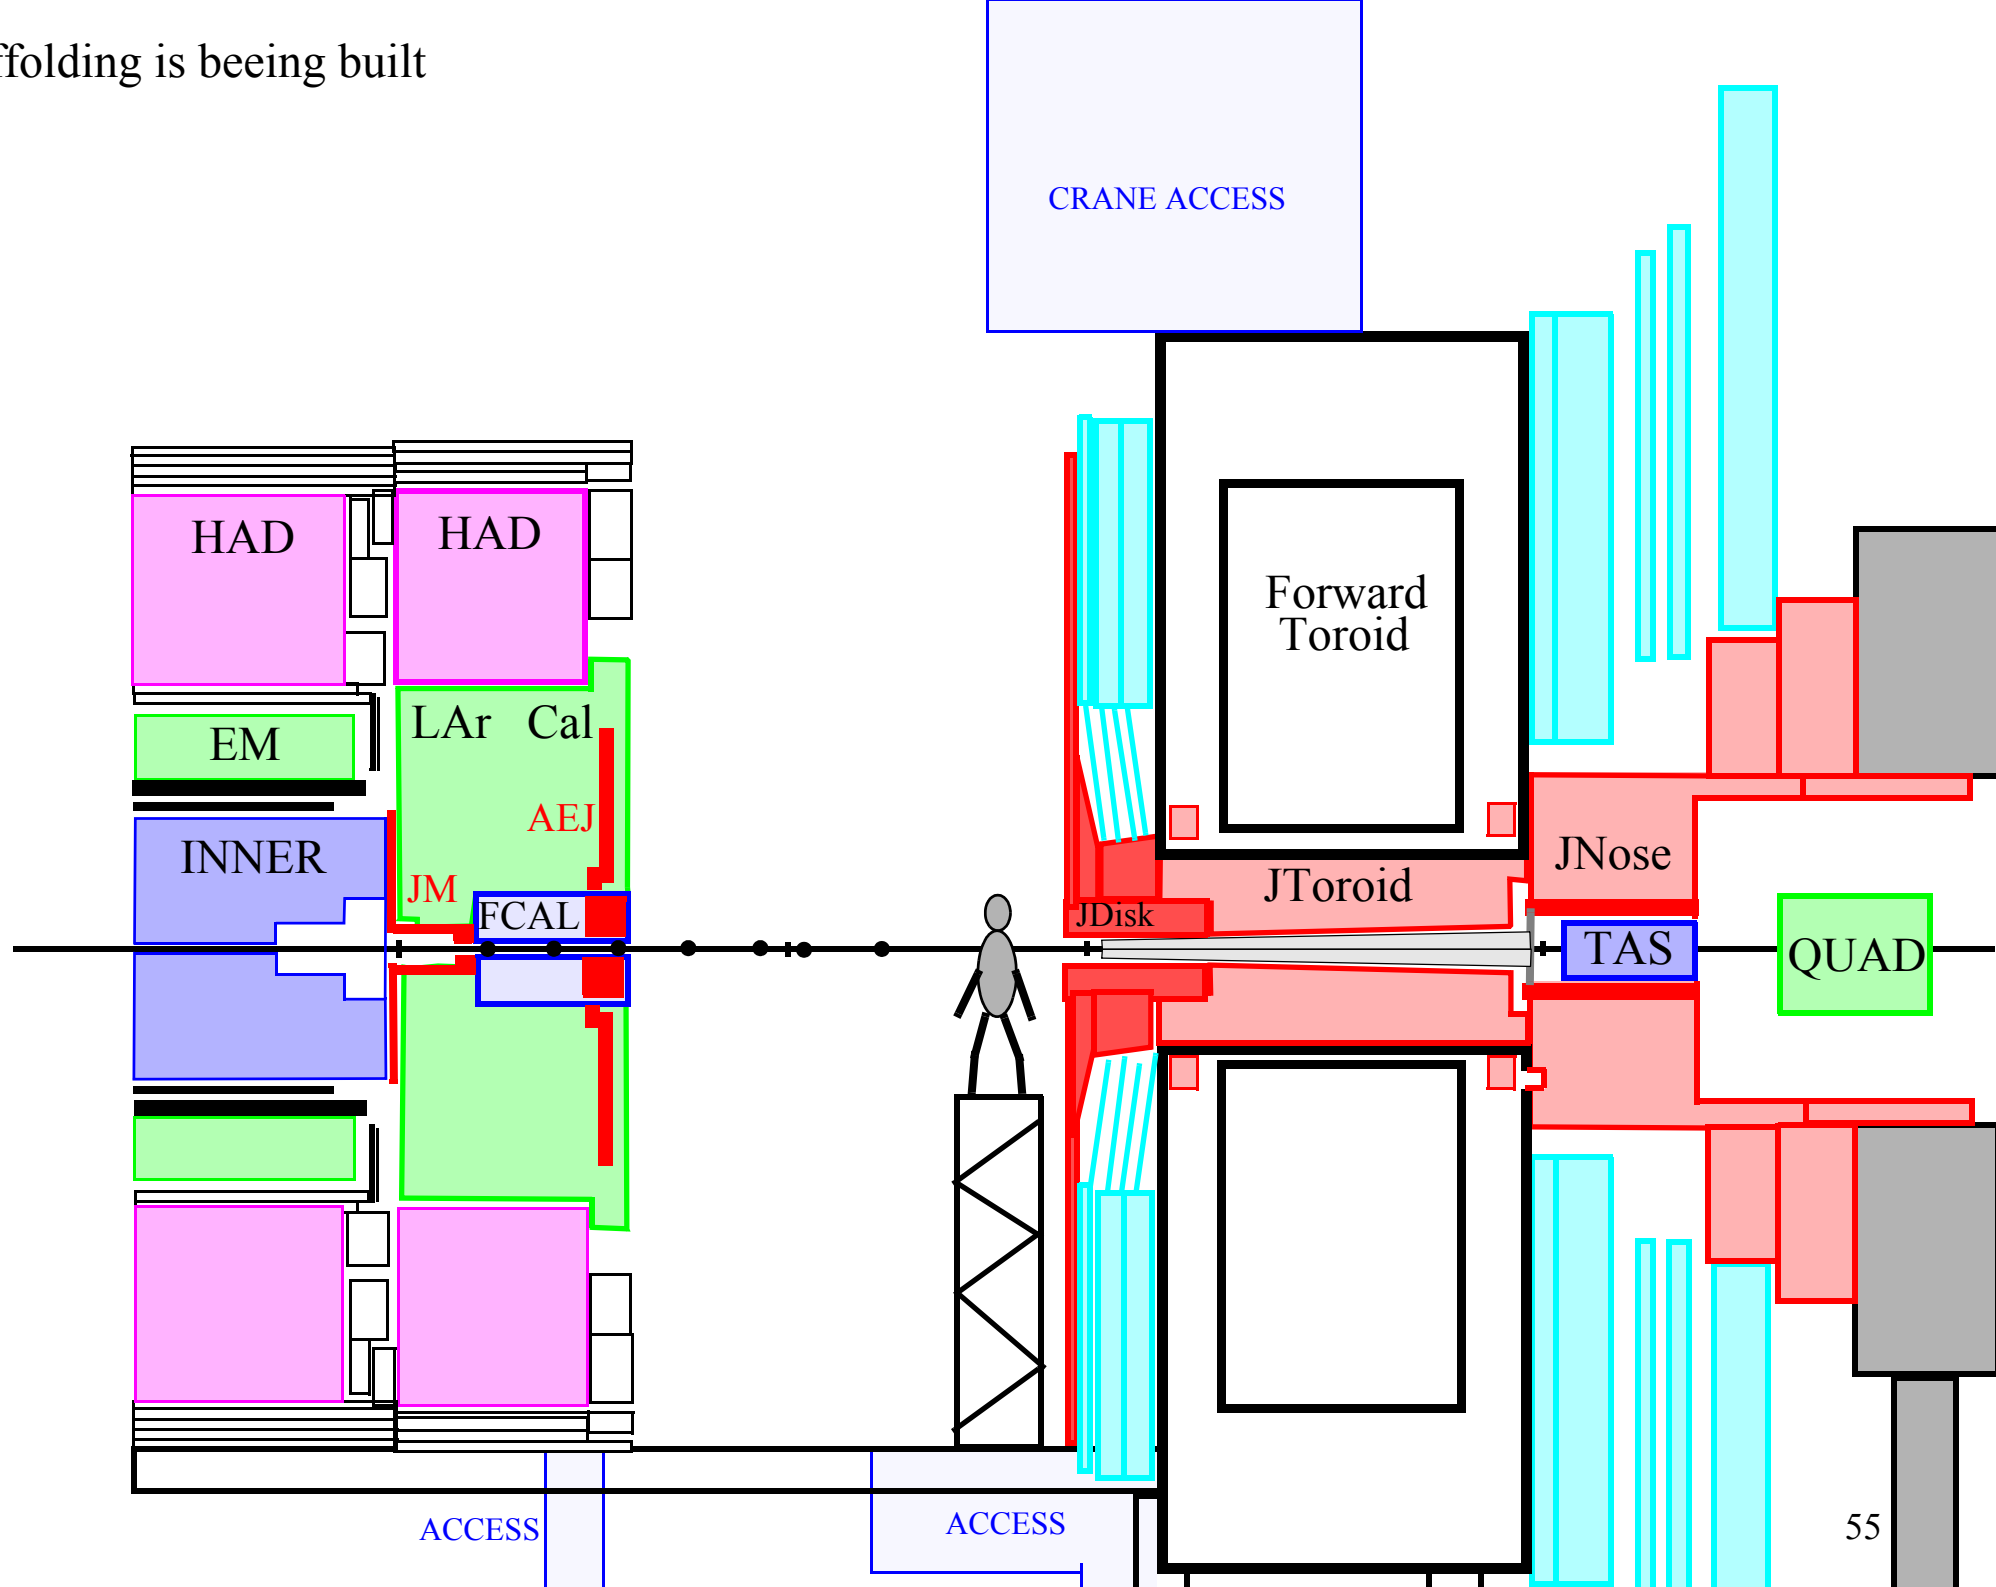 ffolding is beeing built
CRANE ACCESS
HAD
HAD
Forward
Toroid
LAr Cal
EM
AEJ
INNER
JM
FCAL
JDisk
JToroid
JNose
TAS
QUAD
ACCESS
ACCESS
55